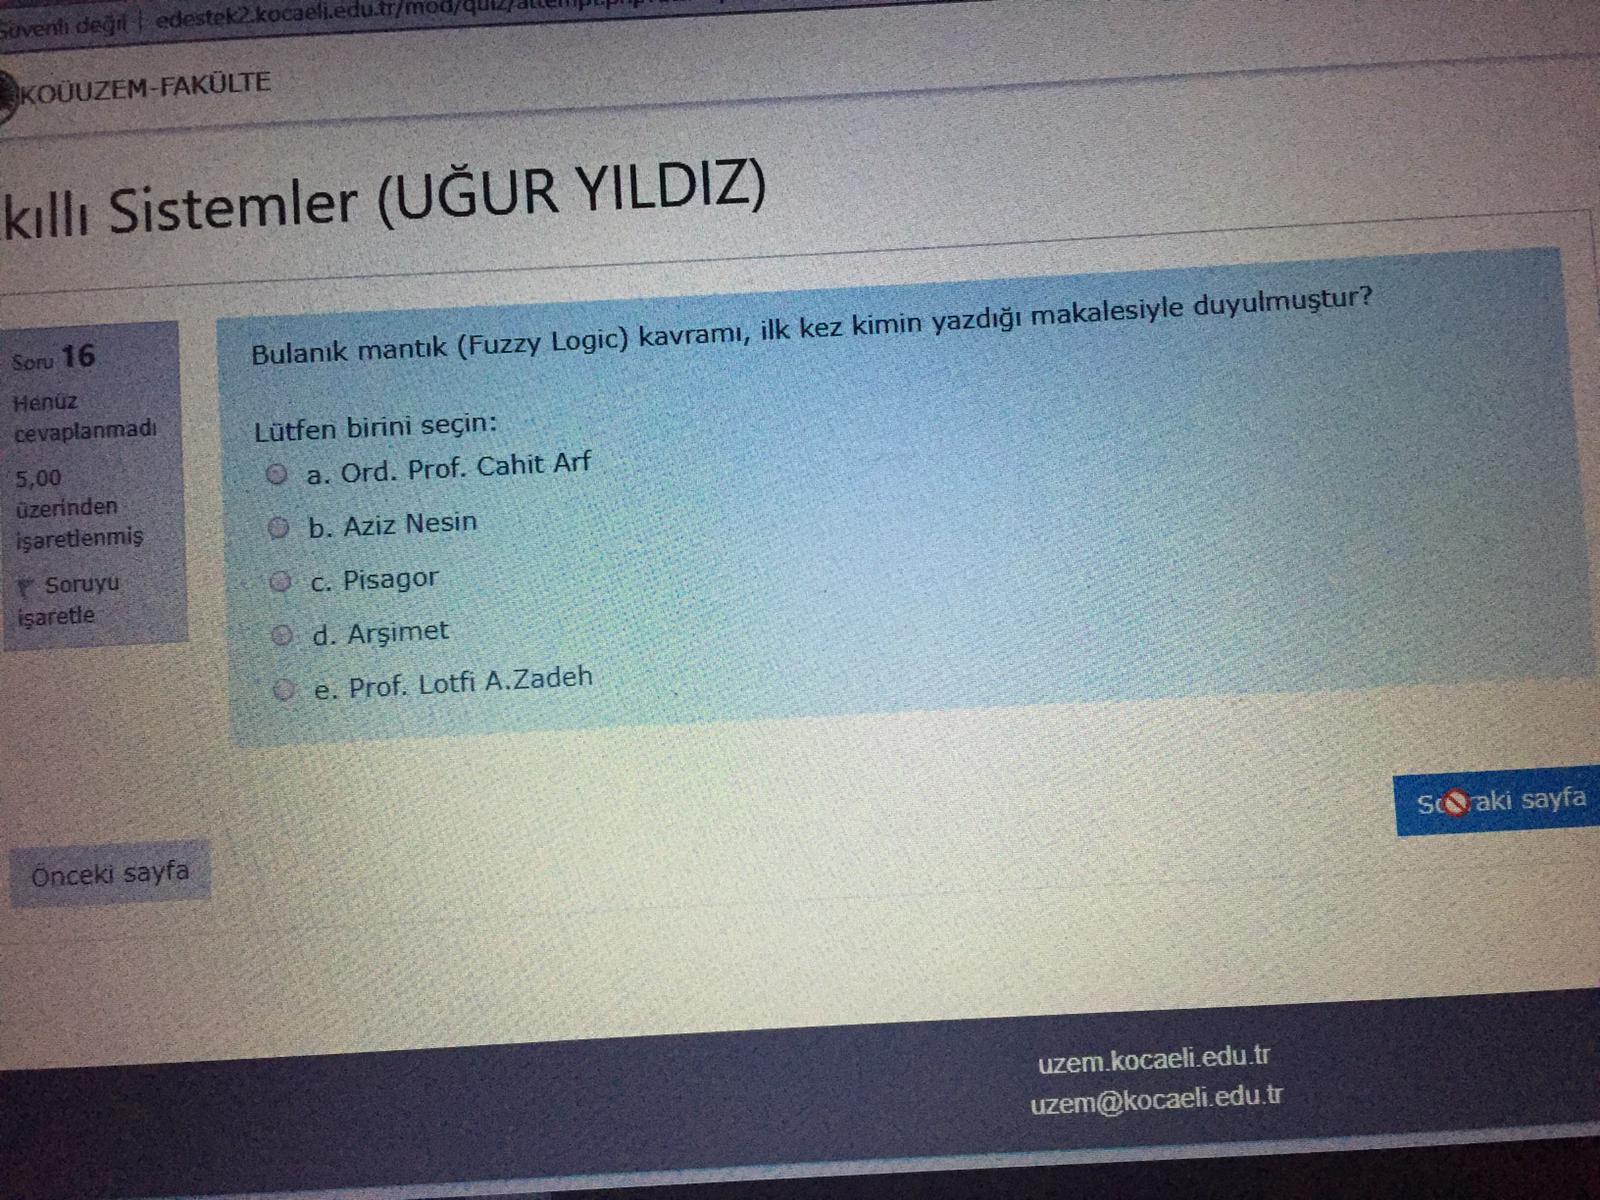 Güvenli değil | edestek2.kocaeli.edu.tr/mod/quiz/attempt.php
KOÜUZEM-FAKÜLTE
kıllı Sistemler (UĞUR YILDIZ)
Soru 16
Henüz
cevaplanmadı
5,00
üzerinden
işaretlenmiş
Soruyu
işaretle
Bulanık mantık (Fuzzy Logic) kavramı, ilk kez kimin yazdığı makalesiyle duyulmuştur?
Lütfen birini seçin:
a. Ord. Prof. Cahit Arf
b. Aziz Nesin
c. Pisagor
d. Arşimet
e. Prof. Lotfi A.Zadeh
Sonraki sayfa
Önceki sayfa
uzem.kocaeli.edu.tr
uzem@kocaeli.edu.tr